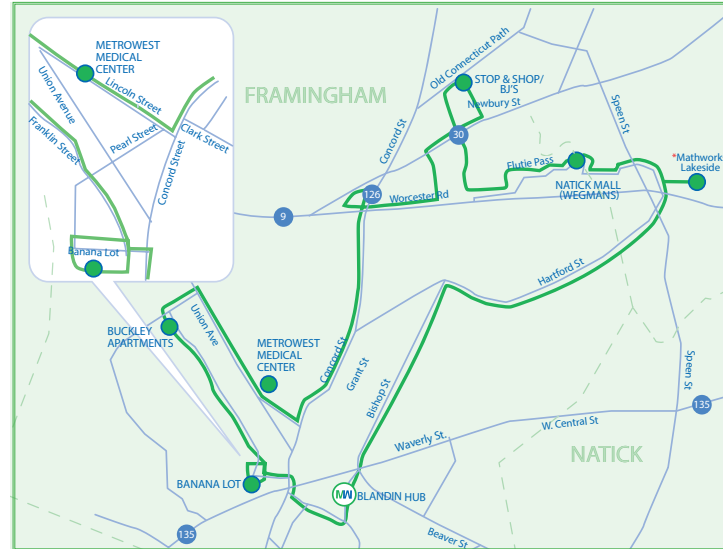 METROWEST
MEDICAL
CENTER
Union Avenue
Lincoln Street
Franklin Street
Pearl Street
Clark Street
Concord Street
Banana Lot
FRAMINGHAM
Old Connecticut Path
STOP & SHOP/
BJ'S
Newbury St
Concord St
30
Speen St
Flutie Pass
NATICK MALL
(WEGMANS)
*Mathwork
Lakeside
126
Worcester Rd
9
Hartford St
Union Ave
BUCKLEY
APARTMENTS
METROWEST
MEDICAL
CENTER
Concord St
Grant St
Bishop St
Speen St
135
W. Central St
Waverly St.
NATICK
BANANA LOT
MW
BLANDIN HUB
135
Beaver St